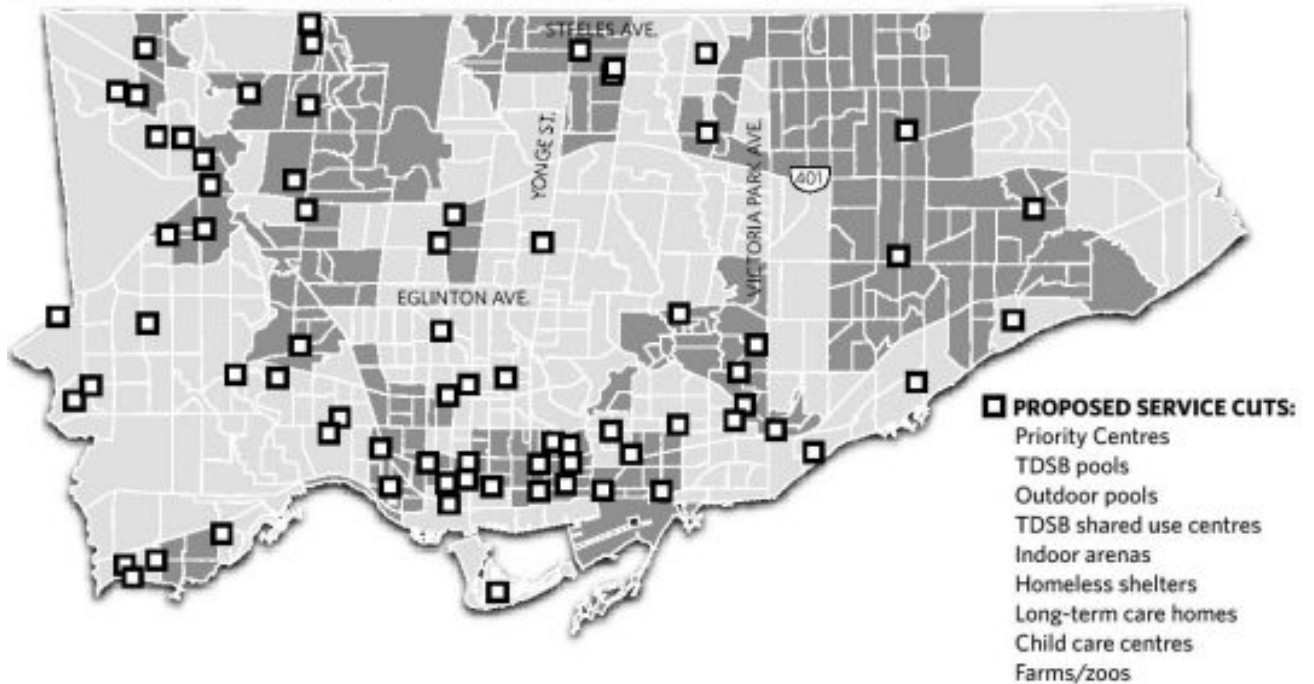 STEELES AVE.
YONGE ST.
VICTORIA PARK AVE.
401
EGLINTON AVE.
PROPOSED SERVICE CUTS:
Priority Centres
TDSB pools
Outdoor pools
TDSB shared use centres
Indoor arenas
Homeless shelters
Long-term care homes
Child care centres
Farms/zoos